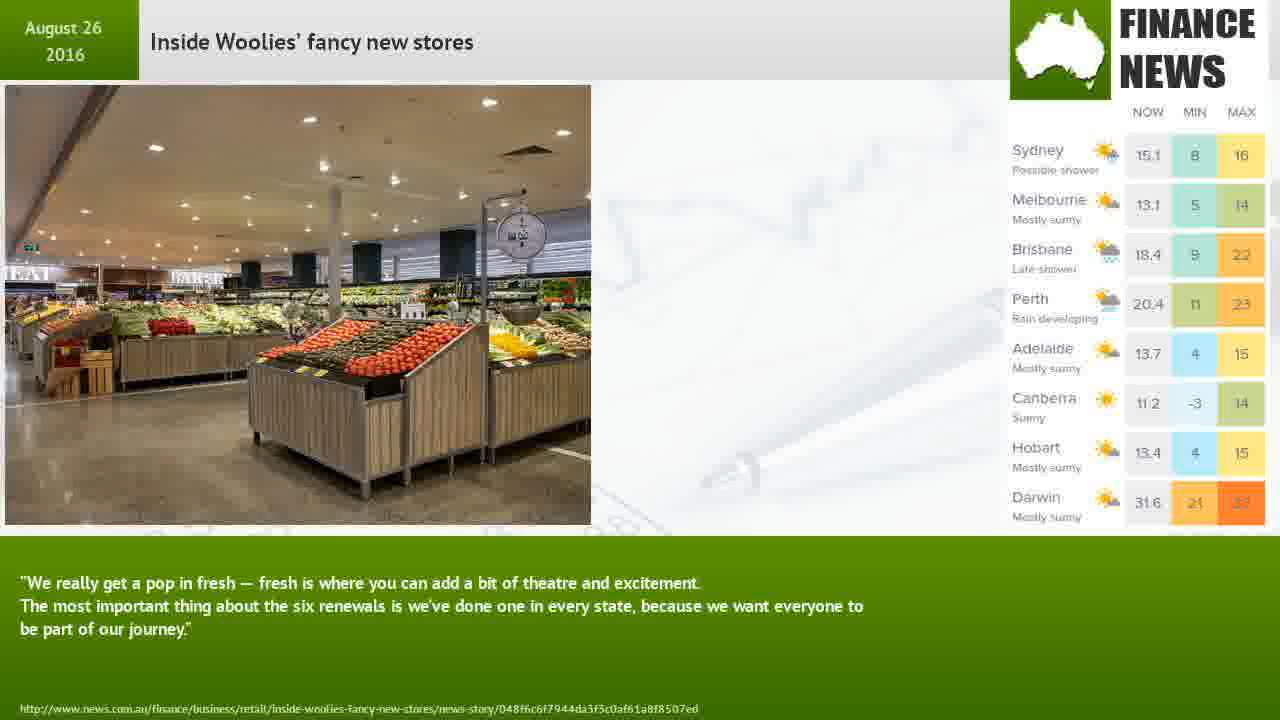 August 26
2016
Inside Woolies’ fancy new stores
FINANCE
NEWS
NOW MIN MAX
Sydney 15.1 8 16
Possible shower
Melbourne 13.1 5 14
Mostly sunny
Brisbane 18.4 9 22
Late shower
Perth 20.4 11 23
Rain developing
Adelaide 13.7 4 15
Mostly sunny
Canberra 11.2 -3 14
Sunny
Hobart 13.4 4 15
Mostly sunny
Darwin 31.6 21
Mostly sunny
"We really get a pop in fresh — fresh is where you can add a bit of theatre and excitement.
The most important thing about the six renewals is we’ve done one in every state, because we want everyone to
be part of our journey."
http://www.news.com.au/finance/business/retail/inside-woolies-fancy-new-stores/news-story/048f6c6f7944da3f3c0af61a8f8507ed